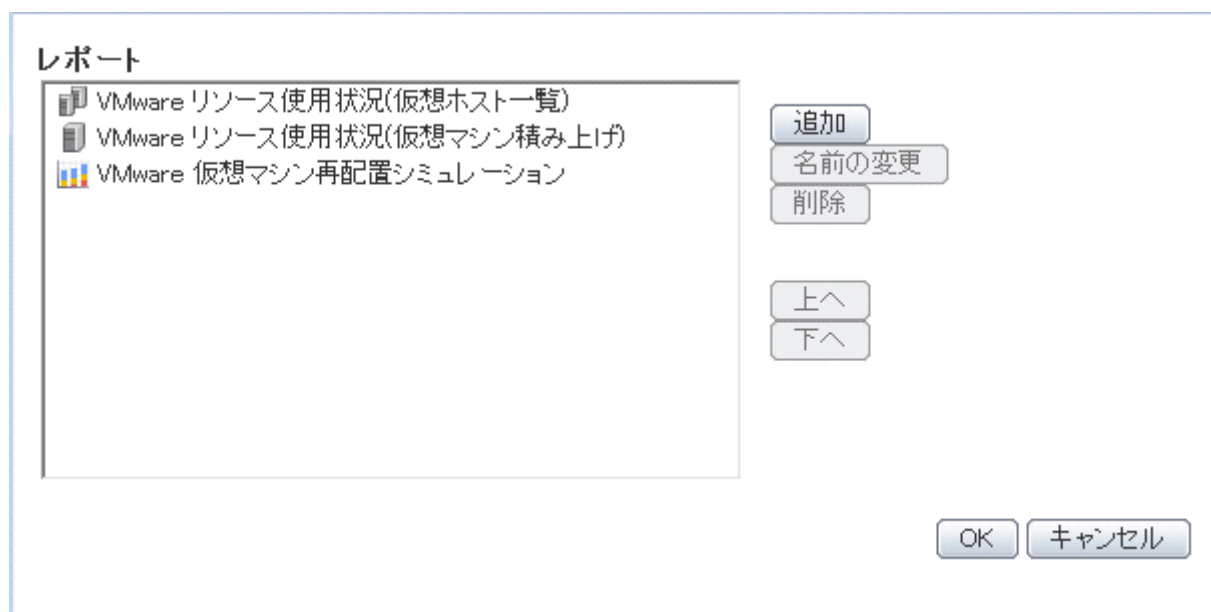 レポート
VMware リソース使用状況(仮想ホスト一覧)
VMware リソース使用状況(仮想マシン積み上げ)
VMware 仮想マシン再配置シミュレーション
追加
名前の変更
削除
上へ
下へ
OK キャンセル